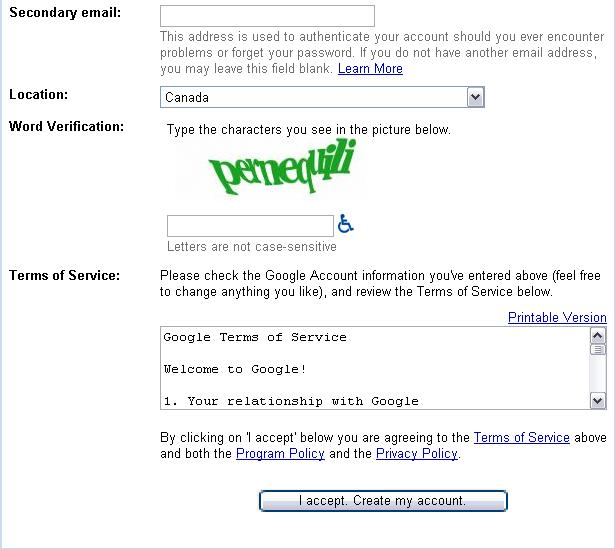 Secondary email:
This address is used to authenticate your account should you ever encounter
problems or forget your password. If you do not have another email address,
you may leave this field blank. Learn More
Location:
Canada
Word Verification:
Type the characters you see in the picture below.
Letters are not case-sensitive
Terms of Service:
Please check the Google Account information you've entered above (feel free
to change anything you like), and review the Terms of Service below.
Printable Version
Google Terms of Service
Welcome to Google!
1. Your relationship with Google
By clicking on 'I accept' below you are agreeing to the Terms of Service above
and both the Program Policy and the Privacy Policy.
I accept. Create my account.